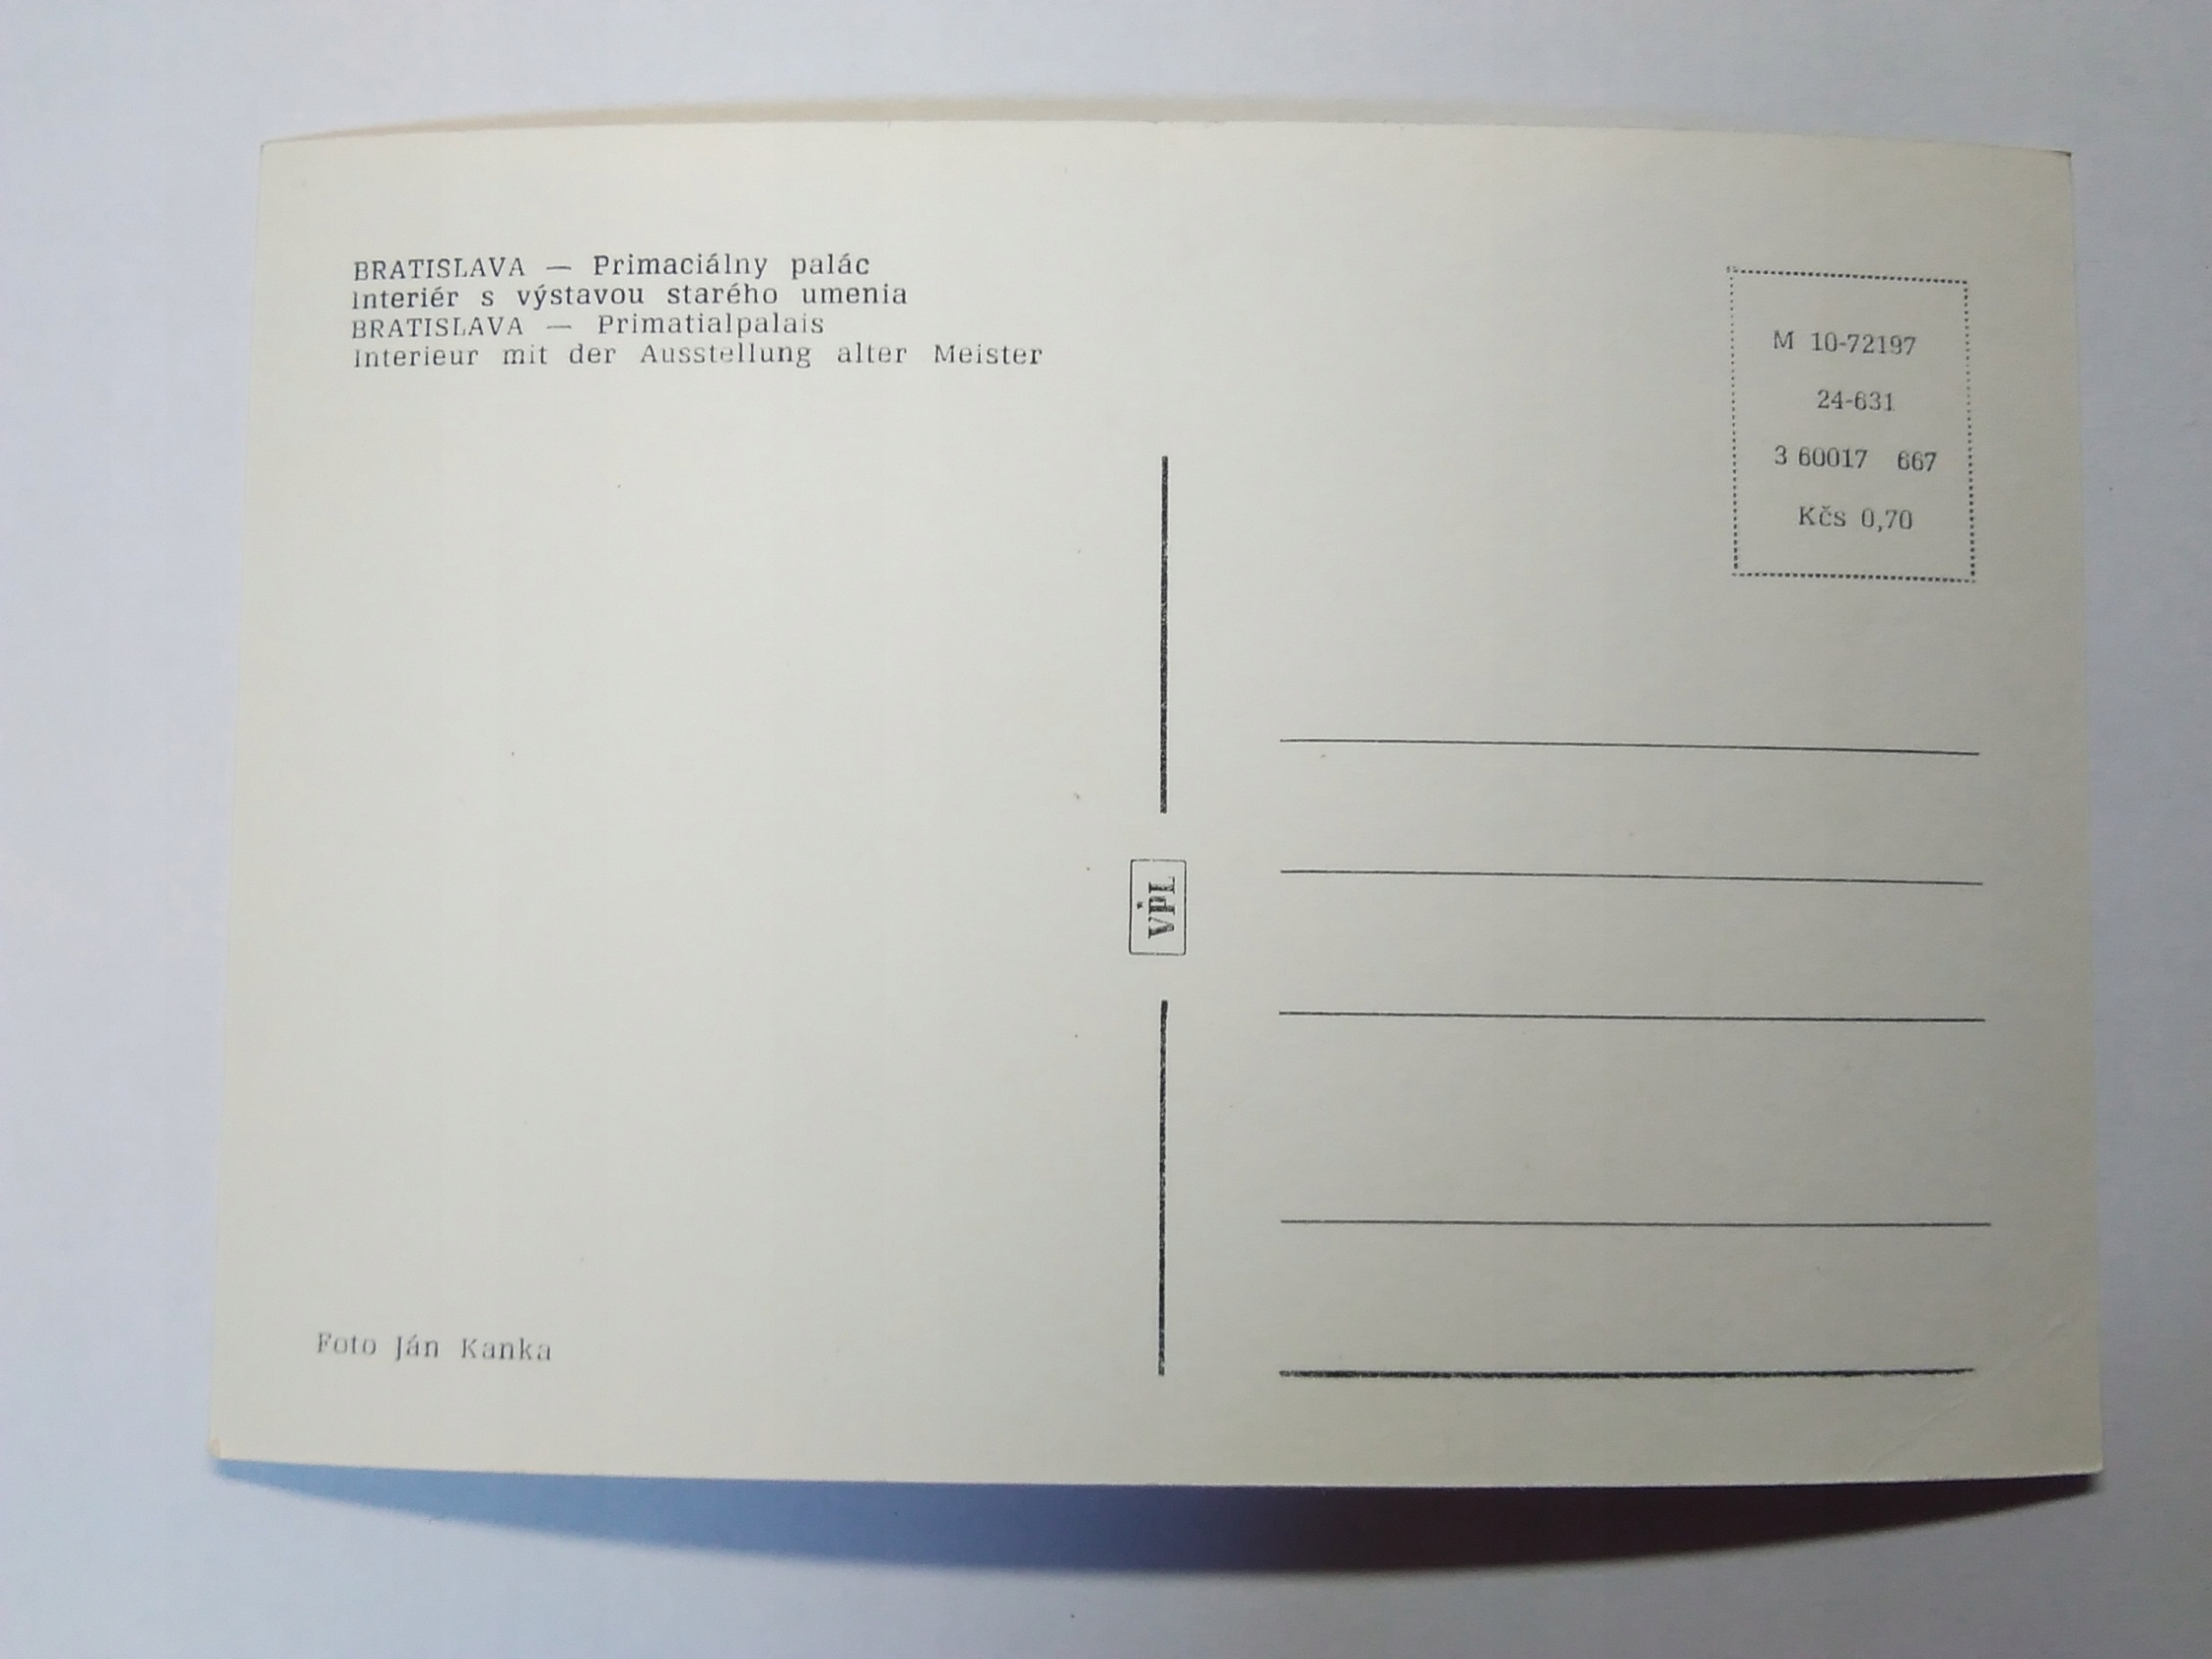 BRATISLAVA — Primaciálny palác
Interiér s výstavou starého umenia
BRATISLAVA — Primatialpalais
Interieur mit der Ausstellung alter Meister
M 10-72197
24-631
3 60017 667
Kčs 0,70
VPL
Foto Ján Kanka